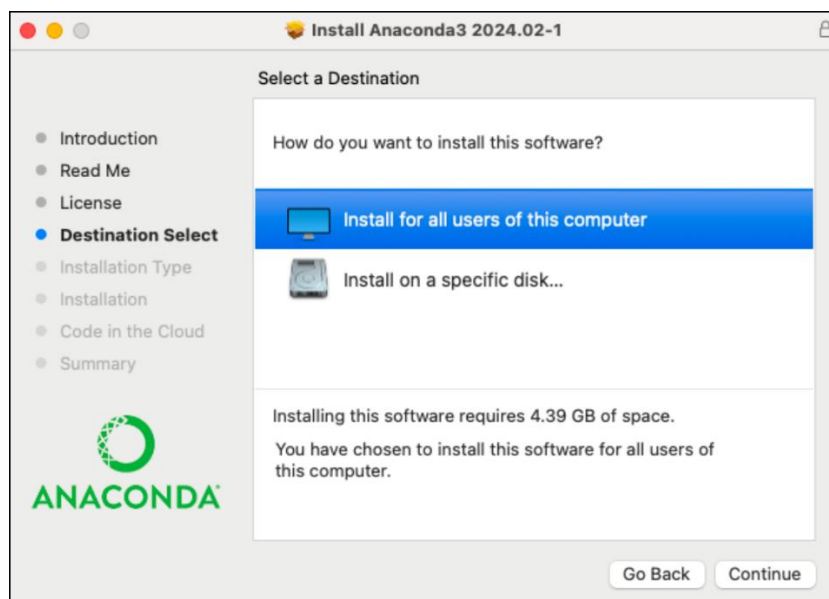 Install Anaconda3 2024.02-1
Select a Destination
Introduction
Read Me
License
Destination Select
Installation Type
Installation
Code in the Cloud
Summary
ANACONDA
How do you want to install this software?
Install for all users of this computer
Install on a specific disk...
Installing this software requires 4.39 GB of space.
You have chosen to install this software for all users of
this computer.
Go Back
Continue